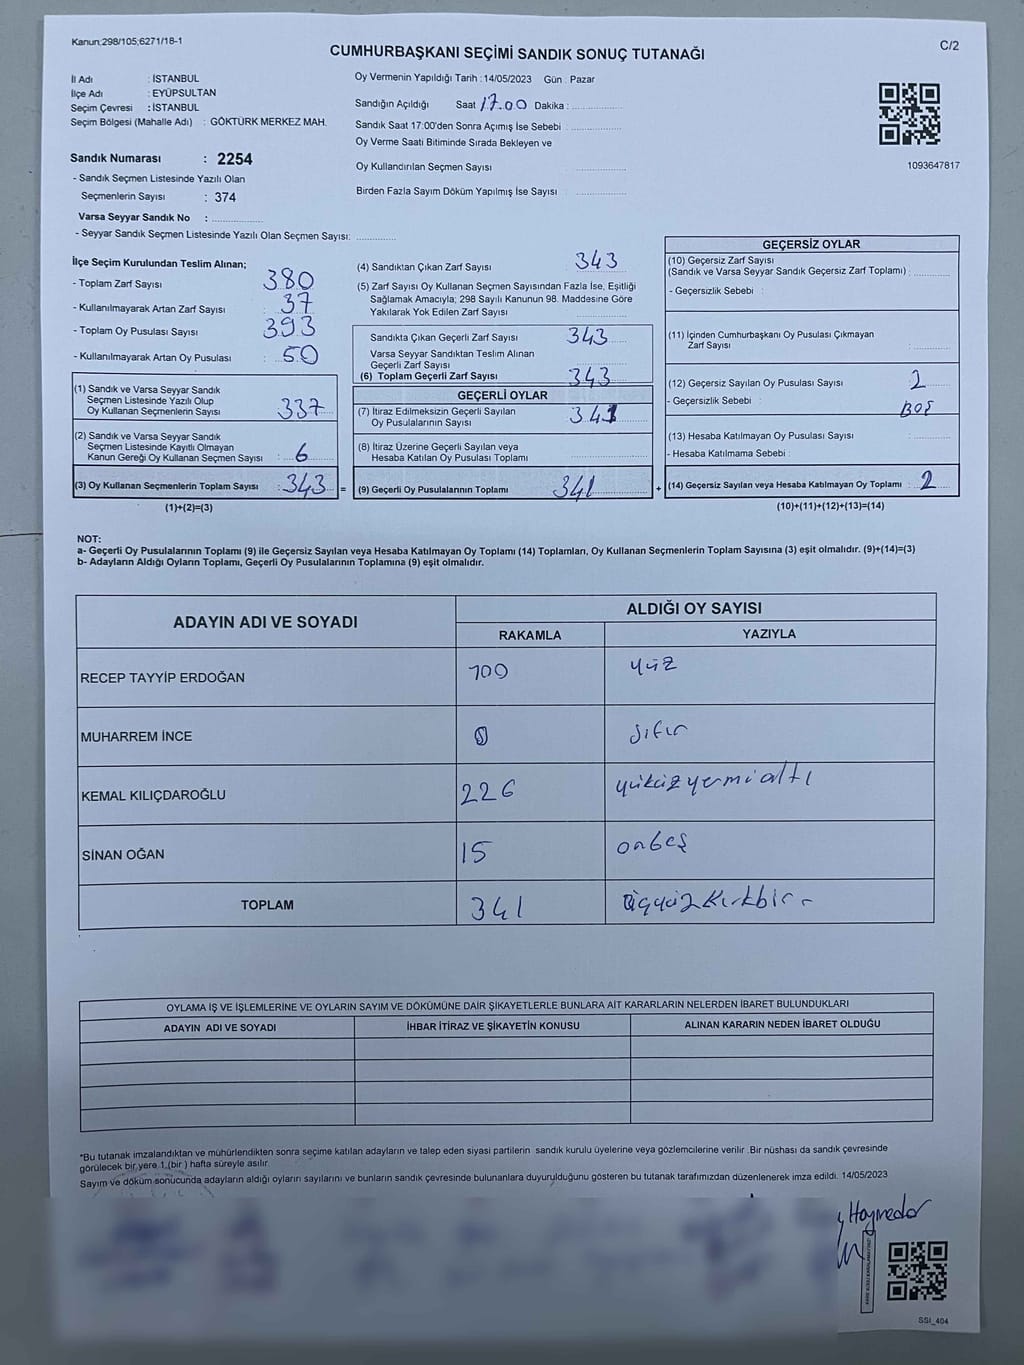 Kanun:298/105;6271/18-1
C/2
CUMHURBAŞKANI SEÇİMİ SANDIK SONUÇ TUTANAĞI
İl Adı : İSTANBUL
İlçe Adı : EYÜPSULTAN
Seçim Çevresi : İSTANBUL
Seçim Bölgesi (Mahalle Adı) : GÖKTÜRK MERKEZ MAH.
Sandık Numarası : 2254
- Sandık Seçmen Listesinde Yazılı Olan
Seçmenlerin Sayısı : 374
Varsa Seyyar Sandık No :
- Seyyar Sandık Seçmen Listesinde Yazılı Olan Seçmen Sayısı:
Oy Vermenin Yapıldığı Tarih : 14/05/2023 Gün : Pazar
Sandığın Açıldığı Saat 17.00 Dakika :
Sandık Saat 17:00'den Sonra Açımış İse Sebebi :
Oy Verme Saati Bitiminde Sırada Bekleyen ve
Oy Kullandırılan Seçmen Sayısı
Birden Fazla Sayım Döküm Yapılmış İse Sayısı
1093647817
İlçe Seçim Kurulundan Teslim Alınan;
- Toplam Zarf Sayısı : 380
- Kullanılmayarak Artan Zarf Sayısı : 37
- Toplam Oy Pusulası Sayısı : 393
- Kullanılmayarak Artan Oy Pusulası : 50
(1) Sandık ve Varsa Seyyar Sandık
Seçmen Listesinde Yazılı Olup
Oy Kullanan Seçmenlerin Sayısı : 337
(2) Sandık ve Varsa Seyyar Sandık
Seçmen Listesinde Kayıtlı Olmayan
Kanun Gereği Oy Kullanan Seçmen Sayısı : 6
(3) Oy Kullanan Seçmenlerin Toplam Sayısı : 343 =
(1)+(2)=(3)
(4) Sandıktan Çıkan Zarf Sayısı 343
(5) Zarf Sayısı Oy Kullanan Seçmen Sayısından Fazla İse, Eşitliği
Sağlamak Amacıyla; 298 Sayılı Kanunun 98. Maddesine Göre
Yakılarak Yok Edilen Zarf Sayısı
Sandıkta Çıkan Geçerli Zarf Sayısı 343
Varsa Seyyar Sandıktan Teslim Alınan
Geçerli Zarf Sayısı
(6) Toplam Geçerli Zarf Sayısı 343
GEÇERLİ OYLAR
(7) İtiraz Edilmeksizin Geçerli Sayılan
Oy Pusulalarının Sayısı 341
(8) İtiraz Üzerine Geçerli Sayılan veya
Hesaba Katılan Oy Pusulası Toplamı
(9) Geçerli Oy Pusulalarının Toplamı 341 +
GEÇERSİZ OYLAR
(10) Geçersiz Zarf Sayısı
(Sandık ve Varsa Seyyar Sandık Geçersiz Zarf Toplamı) :
- Geçersizlik Sebebi :
(11) İçinden Cumhurbaşkanı Oy Pusulası Çıkmayan
Zarf Sayısı :
(12) Geçersiz Sayılan Oy Pusulası Sayısı : 2
- Geçersizlik Sebebi : BOŞ
(13) Hesaba Katılmayan Oy Pusulası Sayısı :
- Hesaba Katılmama Sebebi :
(14) Geçersiz Sayılan veya Hesaba Katılmayan Oy Toplamı : 2
(10)+(11)+(12)+(13)=(14)
NOT:
a- Geçerli Oy Pusulalarının Toplamı (9) ile Geçersiz Sayılan veya Hesaba Katılmayan Oy Toplamı (14) Toplamları, Oy Kullanan Seçmenlerin Toplam Sayısına (3) eşit olmalıdır. (9)+(14)=(3)
b- Adayların Aldığı Oyların Toplamı, Geçerli Oy Pusulalarının Toplamına (9) eşit olmalıdır.
ADAYIN ADI VE SOYADI ALDIĞI OY SAYISI
RAKAMLA YAZIYLA
RECEP TAYYİP ERDOĞAN 100 yüz
MUHARREM İNCE 0 sıfır
KEMAL KILIÇDAROĞLU 226 yükiüzyermialtı
SİNAN OĞAN 15 onbeş
TOPLAM 341 üçyüzkırkbir
OYLAMA İŞ VE İŞLEMLERİNE VE OYLARIN SAYIM VE DÖKÜMÜNE DAİR ŞİKAYETLERLE BUNLARA AİT KARARLARIN NELERDEN İBARET BULUNDUKLARI
ADAYIN ADI VE SOYADI İHBAR İTİRAZ VE ŞİKAYETİN KONUSU ALINAN KARARIN NEDEN İBARET OLDUĞU
*Bu tutanak imzalandıktan ve mühürlendikten sonra seçime katılan adayların ve talep eden siyasi partilerin sandık kurulu üyelerine veya gözlemcilerine verilir .Bir nüshası da sandık çevresinde
görülecek bir yere 1 (bir ) hafta süreyle asılır.
Sayım ve döküm sonucunda adayların aldığı oyların sayılarını ve bunların sandık çevresinde bulunanlara duyurulduğunu gösteren bu tutanak tarafımızdan düzenlenerek imza edildi. 14/05/2023
SSI_404